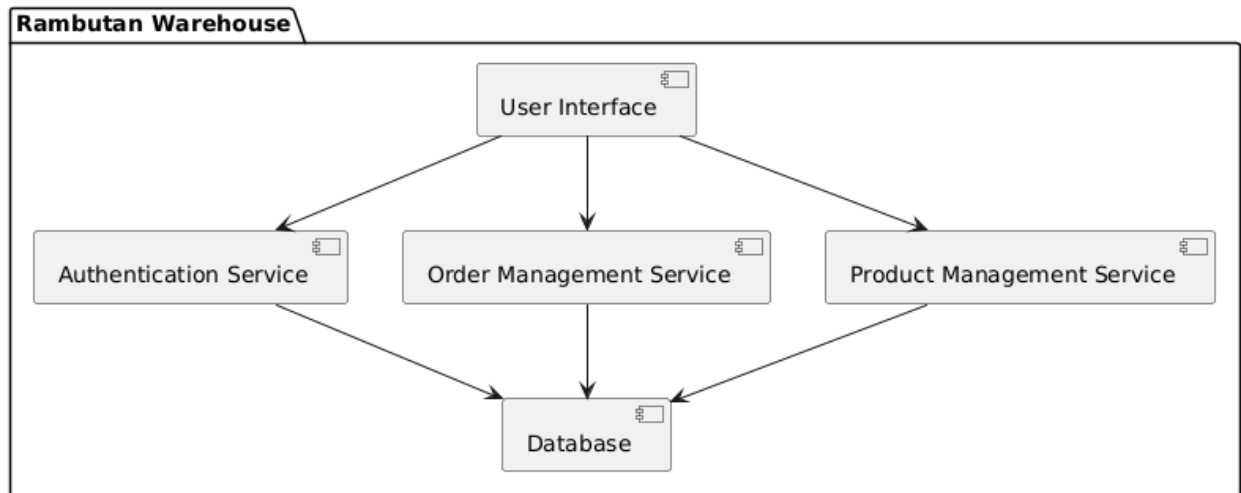 Rambutan Warehouse
User Interface
Authentication Service
Order Management Service
Product Management Service
Database